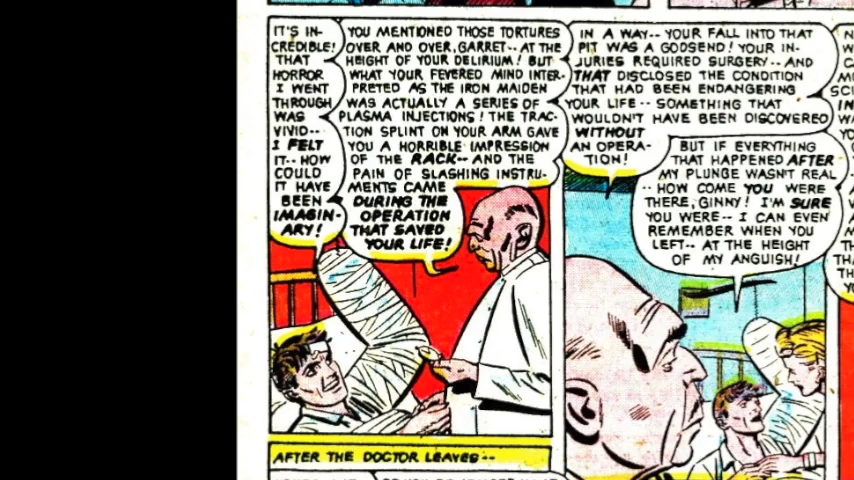 IT'S IN-
CREDIBLE!
THAT
HORROR
I WENT
THROUGH
WAS
VIVID--
I FELT
IT-- HOW
COULD
IT HAVE
BEEN
IMAGIN-
ARY!
YOU MENTIONED THOSE TORTURES
OVER AND OVER, GARRET-- AT THE
HEIGHT OF YOUR DELIRIUM! BUT
WHAT YOUR FEVERED MIND INTER-
PRETED AS THE IRON MAIDEN
WAS ACTUALLY A SERIES OF
PLASMA INJECTIONS! THE TRAC-
TION SPLINT ON YOUR ARM GAVE
YOU A HORRIBLE IMPRESSION
OF THE RACK-- AND THE
PAIN OF SLASHING INSTRU-
MENTS CAME
DURING THE
OPERATION
THAT SAVED
YOUR LIFE!
AFTER THE DOCTOR LEAVES--
IN A WAY-- YOUR FALL INTO THAT
PIT WAS A GODSEND! YOUR IN-
JURIES REQUIRED SURGERY-- AND
THAT DISCLOSED THE CONDITION
THAT HAD BEEN ENDANGERING
YOUR LIFE-- SOMETHING THAT
WOULDN'T HAVE BEEN DISCOVERED
WITHOUT
AN OPERA-
TION!
BUT IF EVERYTHING
THAT HAPPENED AFTER
MY PLUNGE WASN'T REAL
-- HOW COME YOU WERE
THERE, GINNY! I'M SURE
YOU WERE-- I CAN EVEN
REMEMBER WHEN YOU
LEFT-- AT THE HEIGHT
OF MY ANGUISH!